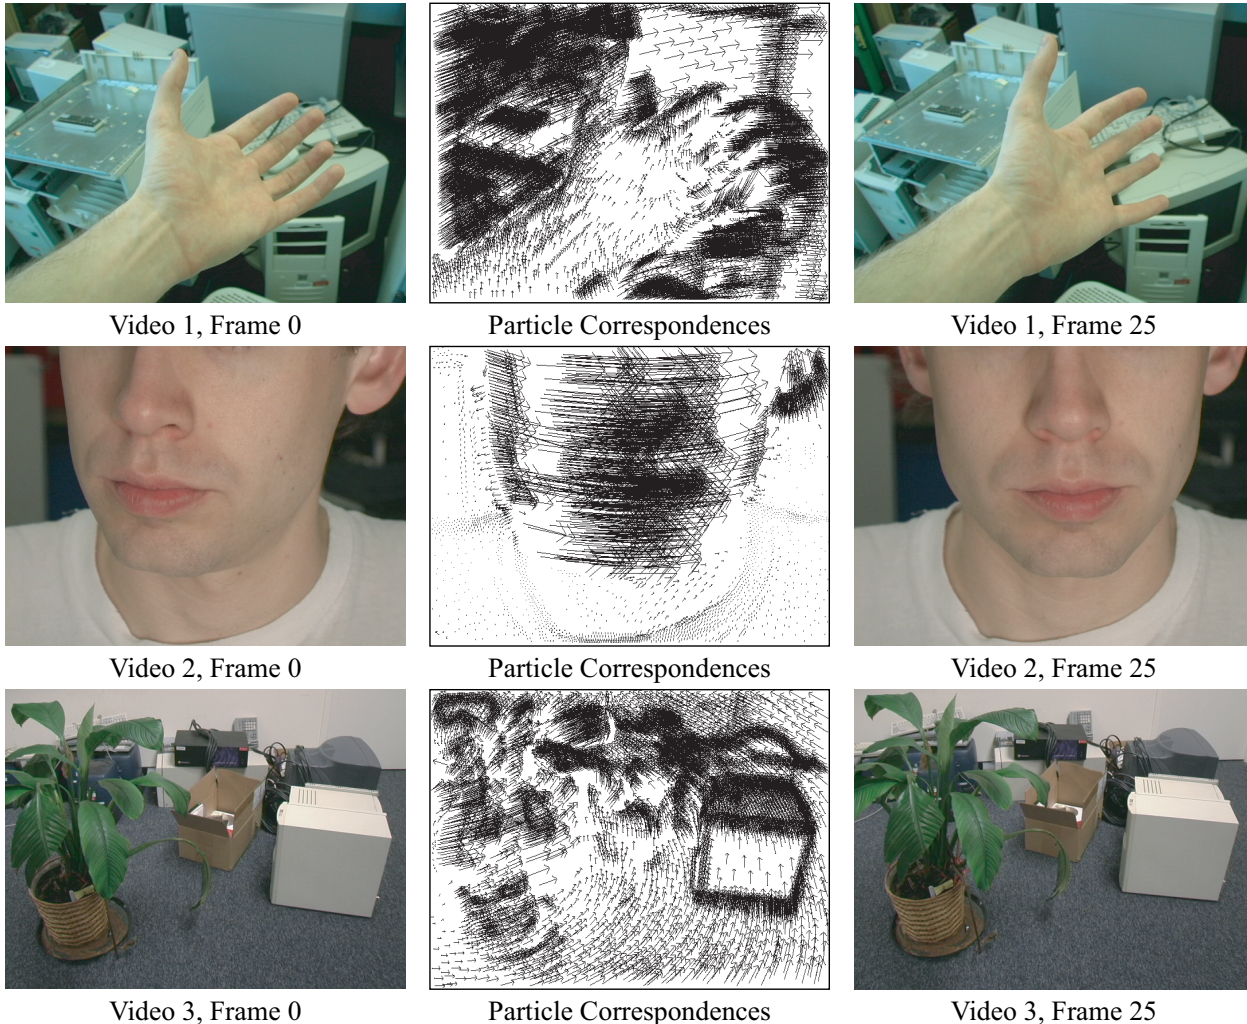 Video 1, Frame 0
Particle Correspondences
Video 1, Frame 25
Video 2, Frame 0
Particle Correspondences
Video 2, Frame 25
Video 3, Frame 0
Particle Correspondences
Video 3, Frame 25